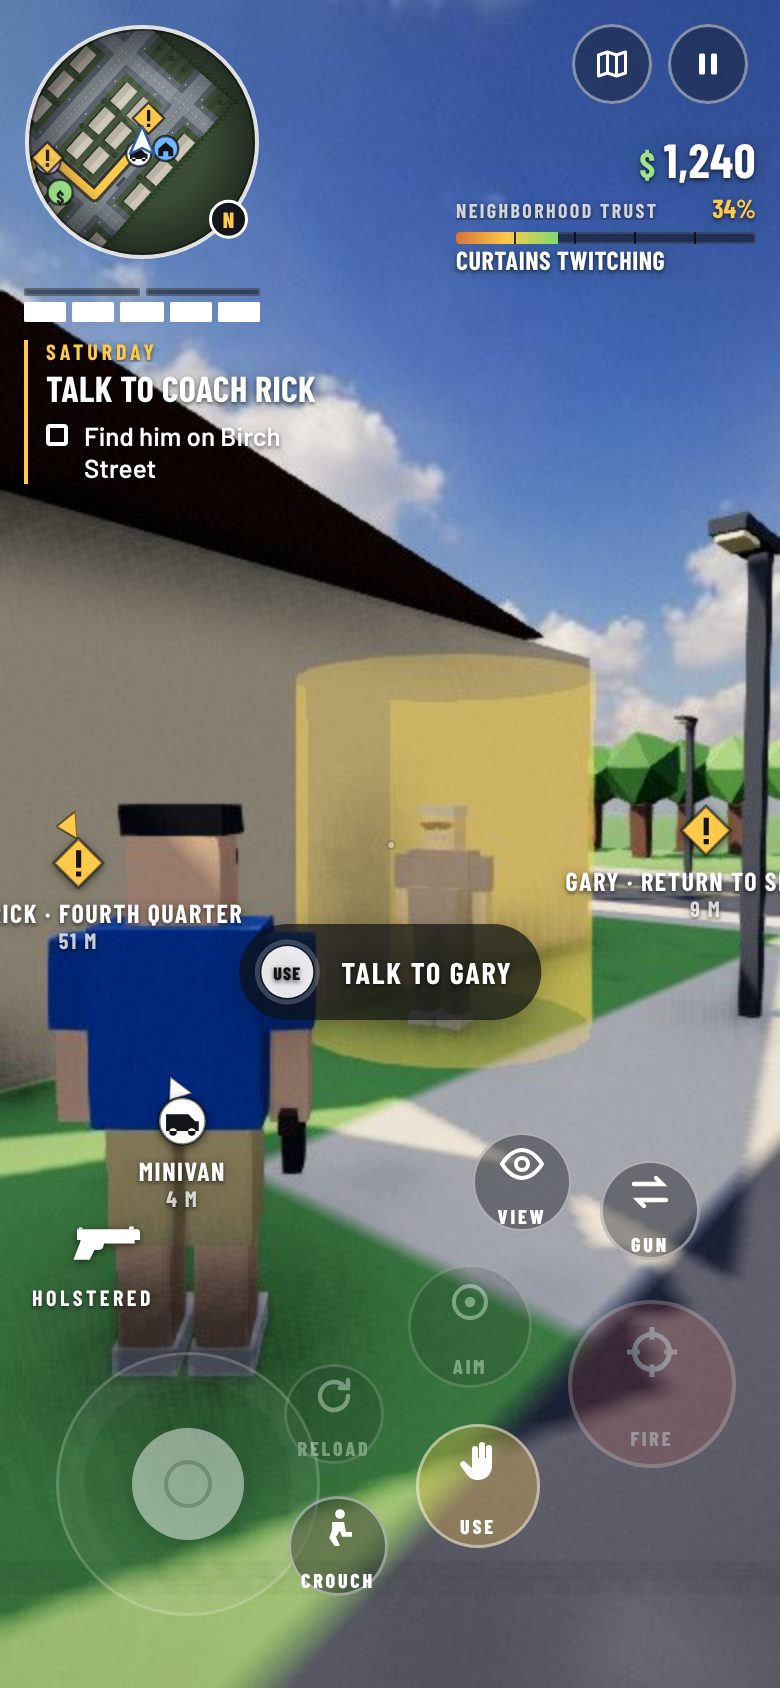 N
$ 1,240
NEIGHBORHOOD TRUST 34%
CURTAINS TWITCHING
SATURDAY
TALK TO COACH RICK
Find him on Birch
Street
ICK · FOURTH QUARTER
51 M
GARY · RETURN TO S
9 M
USE TALK TO GARY
MINIVAN
4 M
VIEW
GUN
HOLSTERED
AIM
FIRE
RELOAD
USE
CROUCH